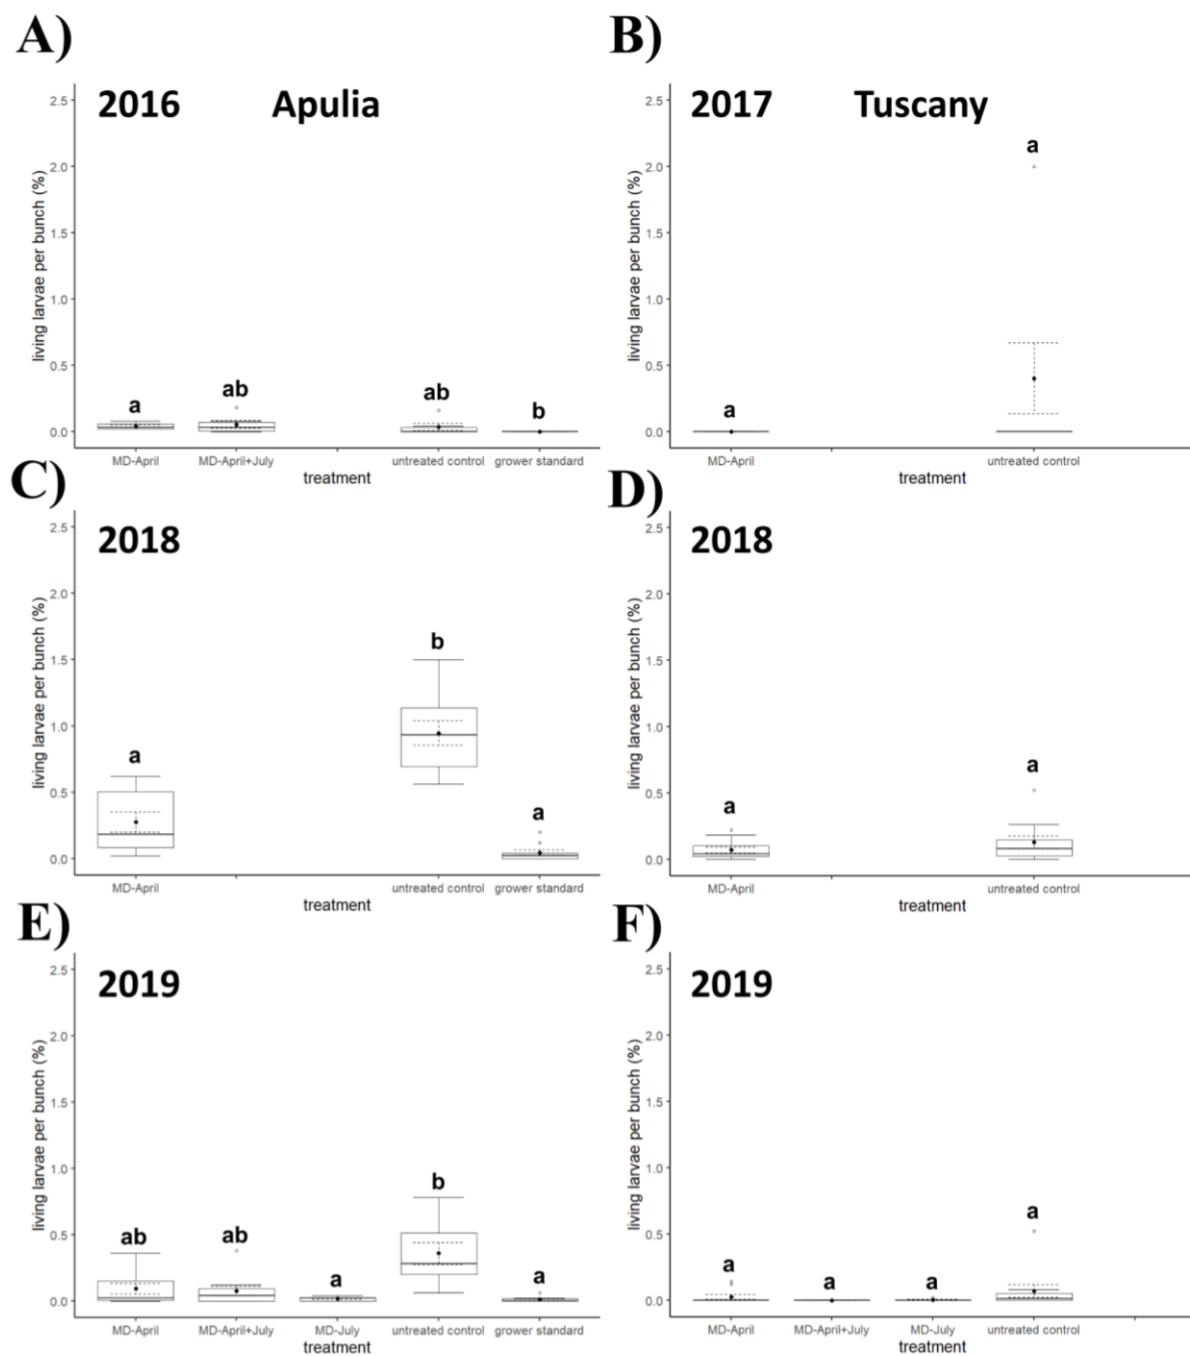 A)
2016 Apulia
living larvae per bunch (%)
2.5
2.0
1.5
1.0
0.5
0.0
a
ab
ab
b
MD-April MD-April+July untreated control grower standard
treatment
B)
2017 Tuscany
living larvae per bunch (%)
2.5
2.0
1.5
1.0
0.5
0.0
a
a
MD-April untreated control
treatment
C)
2018
living larvae per bunch (%)
2.5
2.0
1.5
1.0
0.5
0.0
a
b
a
MD-April untreated control grower standard
treatment
D)
2018
living larvae per bunch (%)
2.5
2.0
1.5
1.0
0.5
0.0
a
a
MD-April untreated control
treatment
E)
2019
living larvae per bunch (%)
2.5
2.0
1.5
1.0
0.5
0.0
ab
ab
a
b
a
MD-April MD-April+July MD-July untreated control grower standard
treatment
F)
2019
living larvae per bunch (%)
2.5
2.0
1.5
1.0
0.5
0.0
a
a
a
a
MD-April MD-April+July MD-July untreated control
treatment